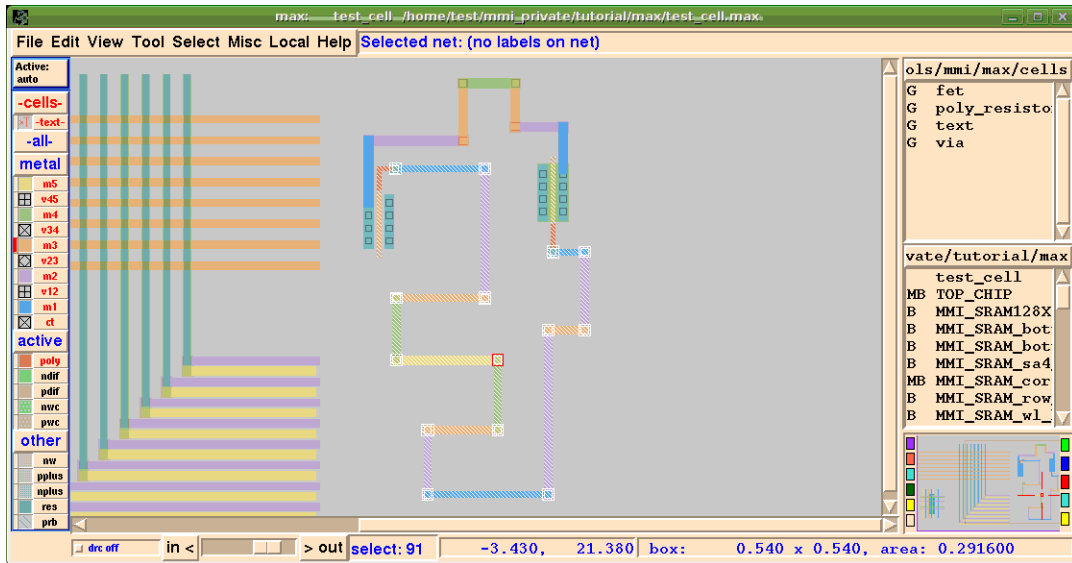 max: test_cell /home/test/mmi_private/tutorial/max/test_cell.max
File Edit View Tool Select Misc Local Help
Selected net: (no labels on net)
Active:
auto
-cells-
-text-
-all-
metal
m5
v45
m4
v34
m3
v23
m2
v12
m1
ct
active
poly
ndif
pdif
nwc
pwc
other
nw
pplus
nplus
res
prb
ols/mmi/max/cells
G fet
G poly_resisto
G text
G via
vate/tutorial/max
test_cell
MB TOP_CHIP
B MMI_SRAM128X
B MMI_SRAM_bot
B MMI_SRAM_bot
B MMI_SRAM_sa4_
MB MMI_SRAM_cor
B MMI_SRAM_row_
B MMI_SRAM_wl_
drc off
in <
> out
select: 91
-3.430, 21.380
box: 0.540 x 0.540, area: 0.291600